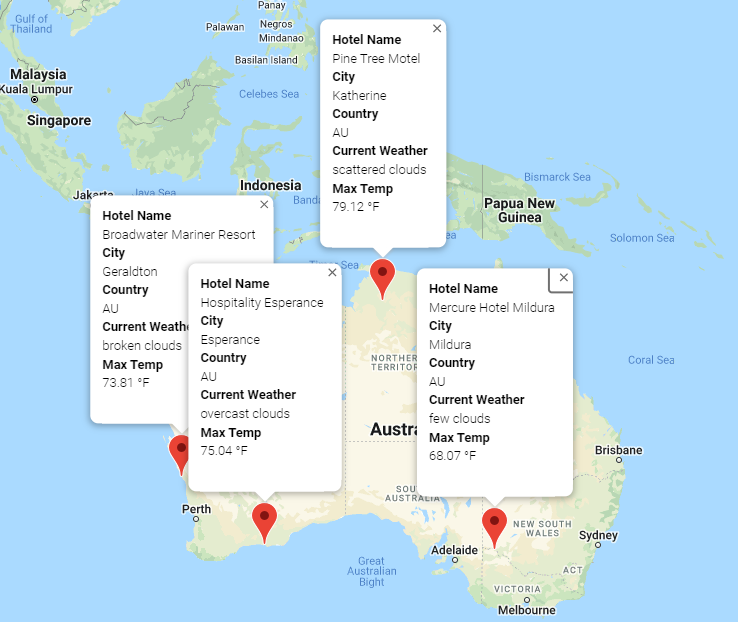 Gulf of
Thailand
Panay
Negros
Palawan
Mindanao
Basilan Island
Malaysia
Kuala Lumpur
Singapore
Celebes Sea
Indonesia
Jakarta
Java Sea
Banda
Bismarck Sea
Papua New
Guinea
Solomon Sea
Coral Sea
Hotel Name
Pine Tree Motel
City
Katherine
Country
AU
Current Weather
scattered clouds
Max Temp
79.12 °F
Hotel Name
Broadwater Mariner Resort
City
Geraldton
Country
AU
Current Weathe
broken clouds
Max Temp
73.81 °F
Hotel Name
Hospitality Esperance
City
Esperance
Country
AU
Current Weather
overcast clouds
Max Temp
75.04 °F
Hotel Name
Mercure Hotel Mildura
City
Mildura
Country
AU
Current Weather
few clouds
Max Temp
68.07 °F
NORTHER
TERRITOR
Austra
SOU
AUSTRALIA
Brisbane
Perth
NEW SOUTH
WALES
Sydney
Adelaide
Great
Australian
Bight
ACT
VICTORIA
Melbourne